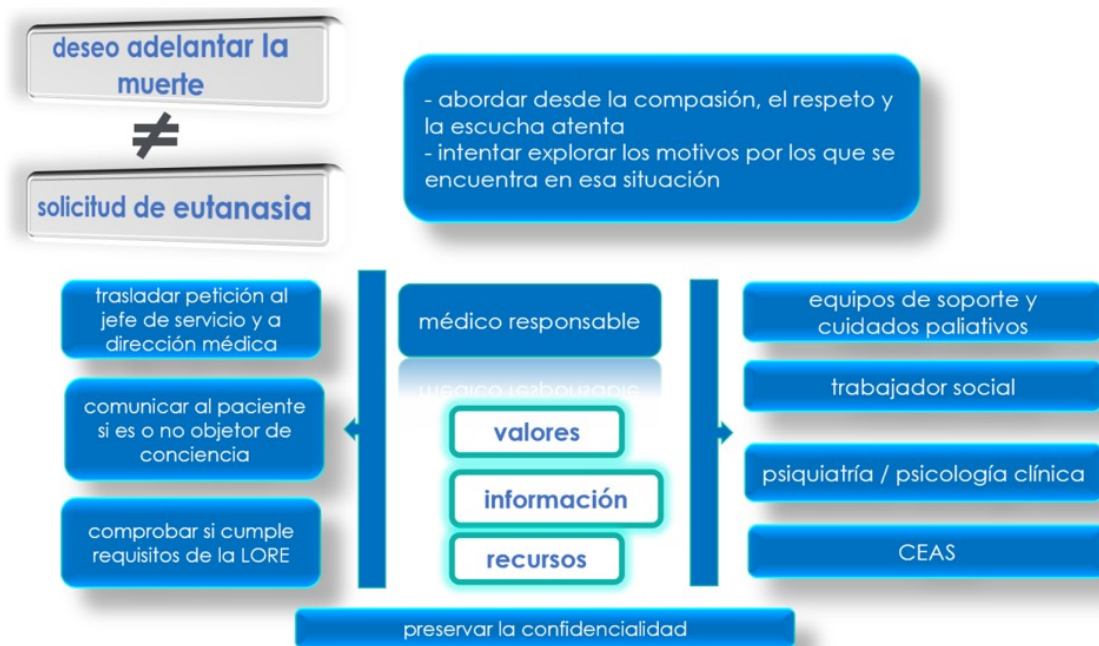 deseo adelantar la
muerte
≠
solicitud de eutanasia
- abordar desde la compasión, el respeto y
la escucha atenta
- intentar explorar los motivos por los que se
encuentra en esa situación
trasladar petición al
jefe de servicio y a
dirección médica
comunicar al paciente
si es o no objetor de
conciencia
comprobar si cumple
requisitos de la LORE
médico responsable
valores
información
recursos
equipos de soporte y
cuidados paliativos
trabajador social
psiquiatría / psicología clínica
CEAS
preservar la confidencialidad